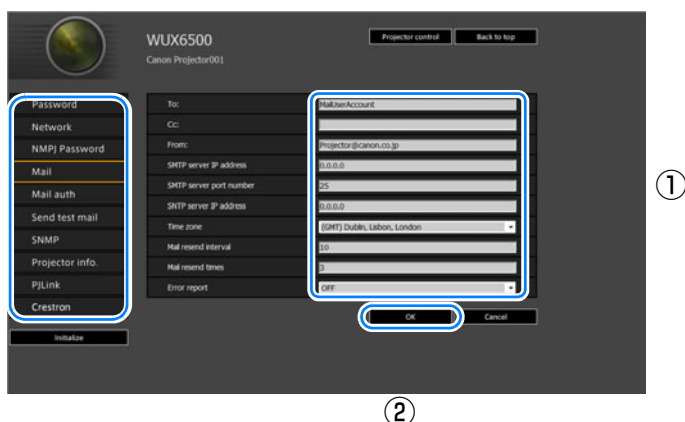 WUX6500
Canon Projector001
Projector control
Back to top
Password
Network
NMPJ Password
Mail
Mail auth
Send test mail
SNMP
Projector info.
PJLink
Crestron
Initialize
To: MailUserAccount
Cc:
From: Projector@canon.co.jp
SMTP server IP address 0.0.0.0
SMTP server port number 25
SNTP server IP address 0.0.0.0
Time zone (GMT) Dublin, Lisbon, London
Mail resend interval 10
Mail resend times 3
Error report OFF
OK
Cancel
①
②